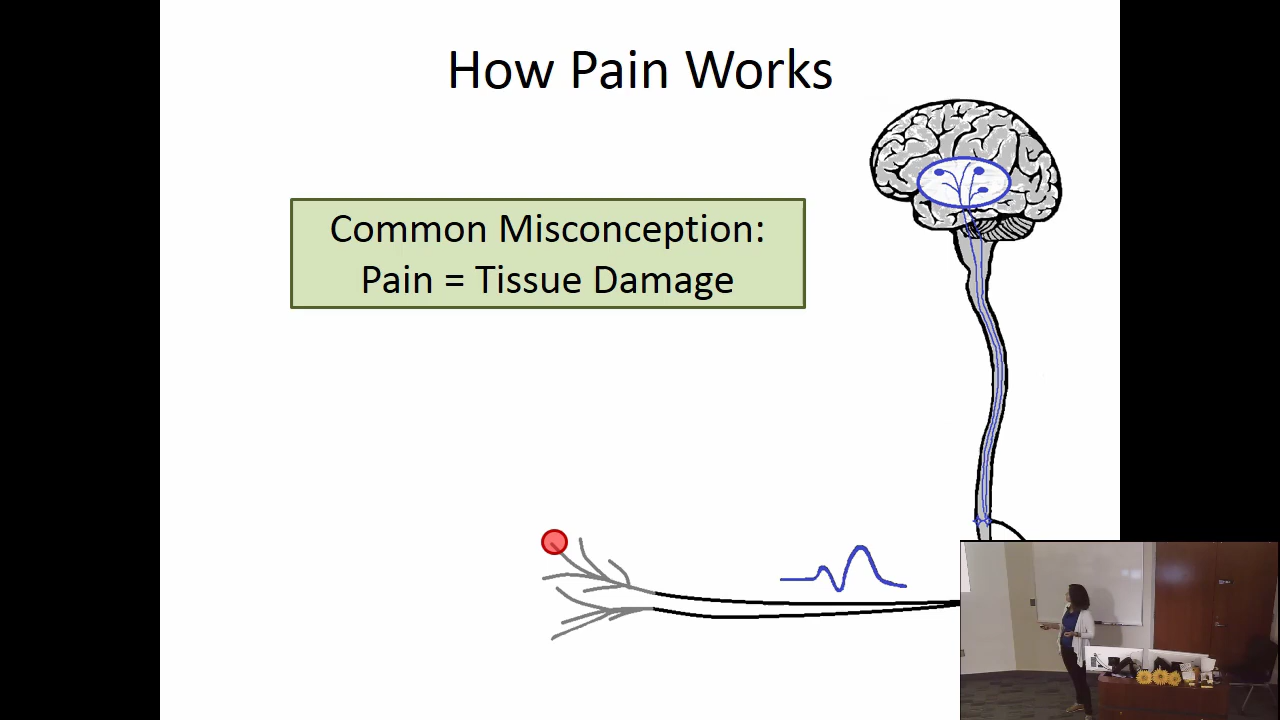 How Pain Works
Common Misconception:
Pain = Tissue Damage